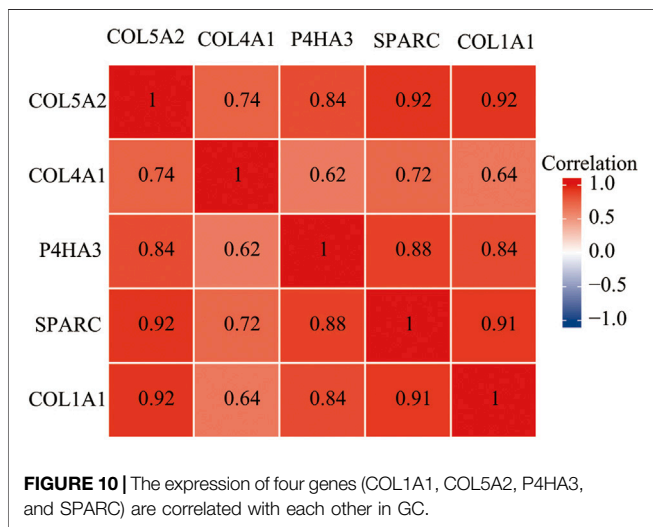 COL5A2 COL4A1 P4HA3 SPARC COL1A1
COL5A2 1 0.74 0.84 0.92 0.92
COL4A1 0.74 1 0.62 0.72 0.64
P4HA3 0.84 0.62 1 0.88 0.84
SPARC 0.92 0.72 0.88 1 0.91
COL1A1 0.92 0.64 0.84 0.91 1
Correlation
1.0
0.5
0.0
−0.5
−1.0
FIGURE 10 | The expression of four genes (COL1A1, COL5A2, P4HA3,
and SPARC) are correlated with each other in GC.